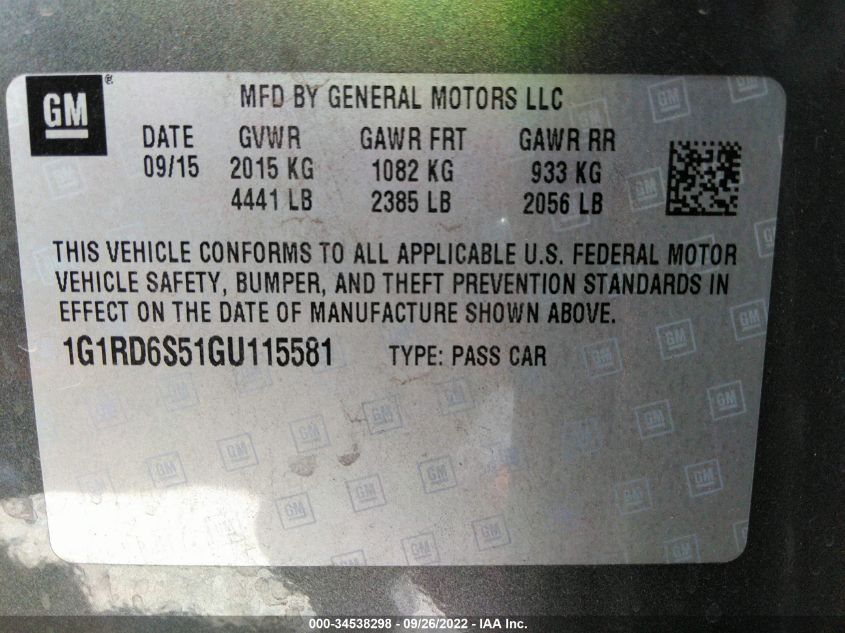 GM ®
MFD BY GENERAL MOTORS LLC
DATE GVWR GAWR FRT GAWR RR
09/15 2015 KG 1082 KG 933 KG
4441 LB 2385 LB 2056 LB
THIS VEHICLE CONFORMS TO ALL APPLICABLE U.S. FEDERAL MOTOR
VEHICLE SAFETY, BUMPER, AND THEFT PREVENTION STANDARDS IN
EFFECT ON THE DATE OF MANUFACTURE SHOWN ABOVE.
1G1RD6S51GU115581 TYPE: PASS CAR
000-34538298 - 09/26/2022 - IAA Inc.